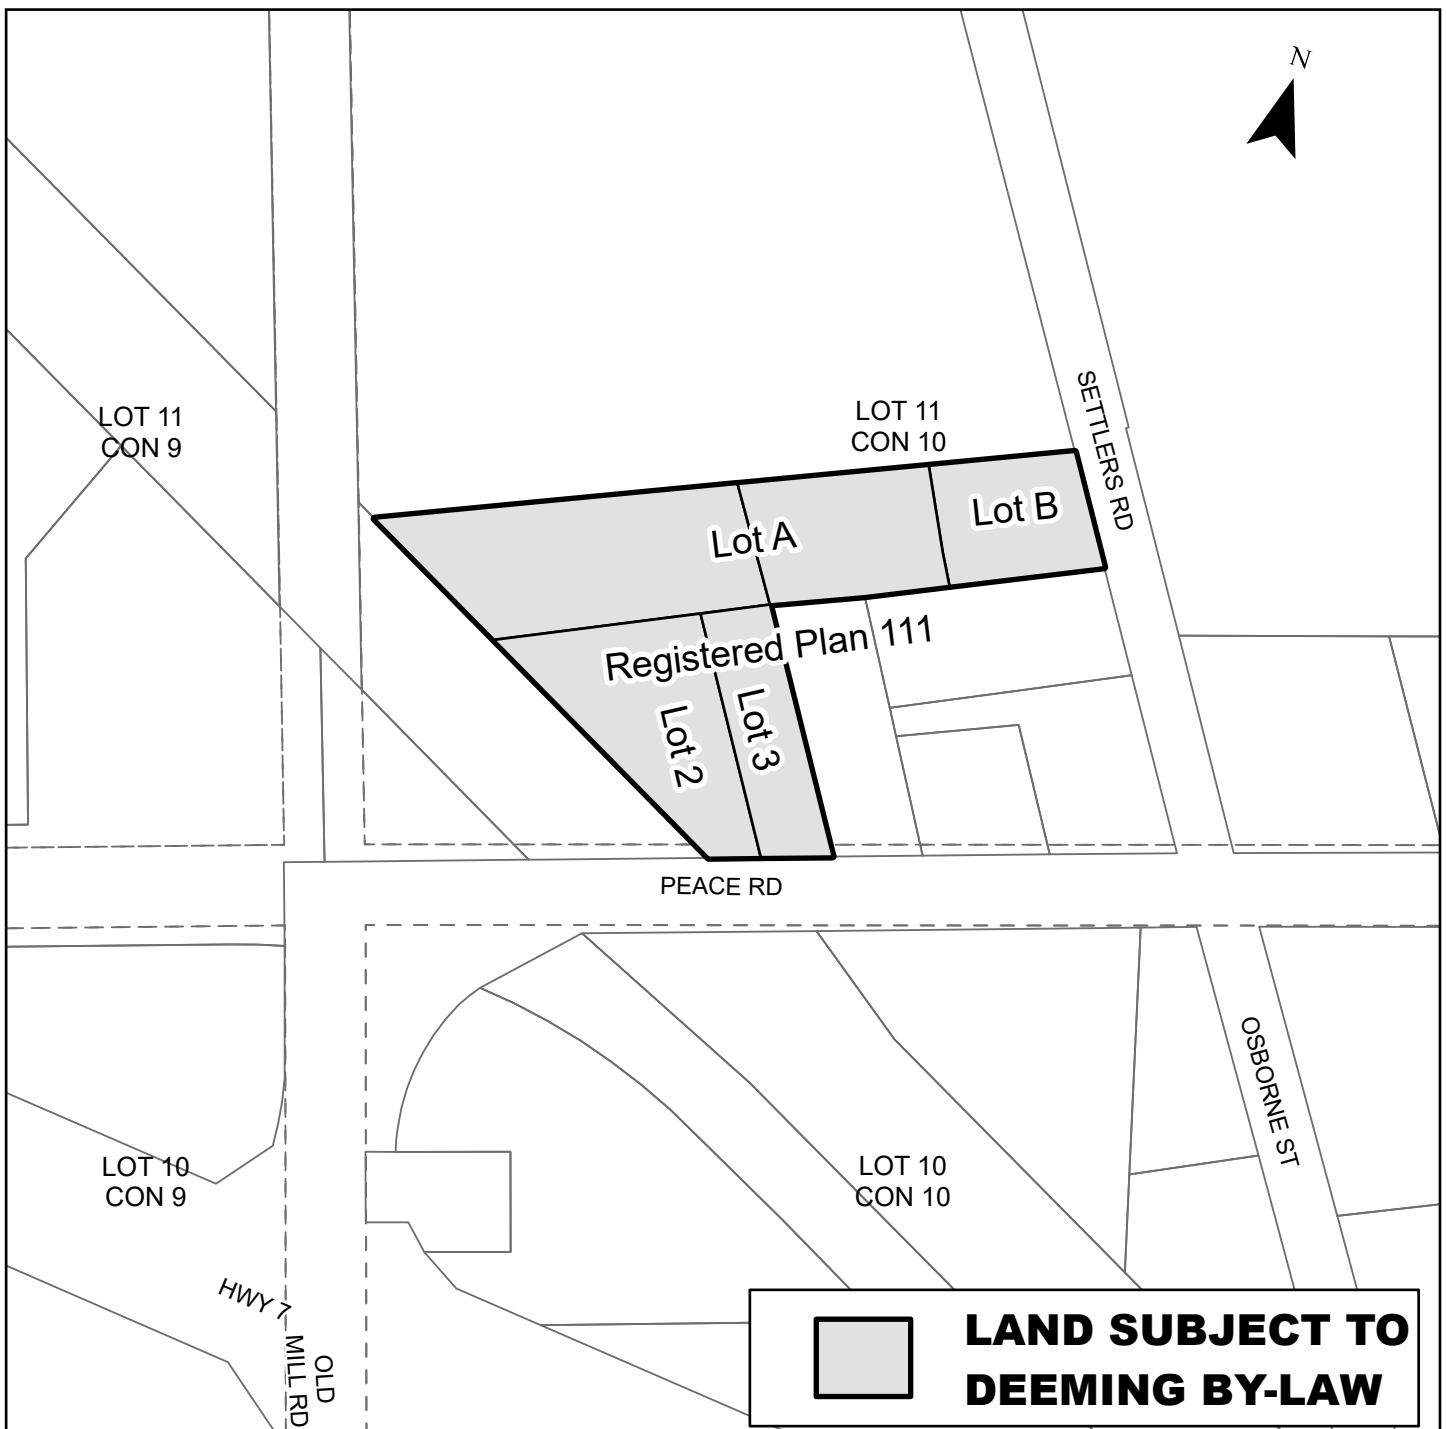 N
LOT 11
CON 9
LOT 11
CON 10
SETTLERS RD
Lot B
Lot A
Registered Plan 111
Lot 2
Lot 3
PEACE RD
OSBORNE ST
LOT 10
CON 9
LOT 10
CON 10
HWY 7
OLD
MILL RD
LAND SUBJECT TO
DEEMING BY-LAW